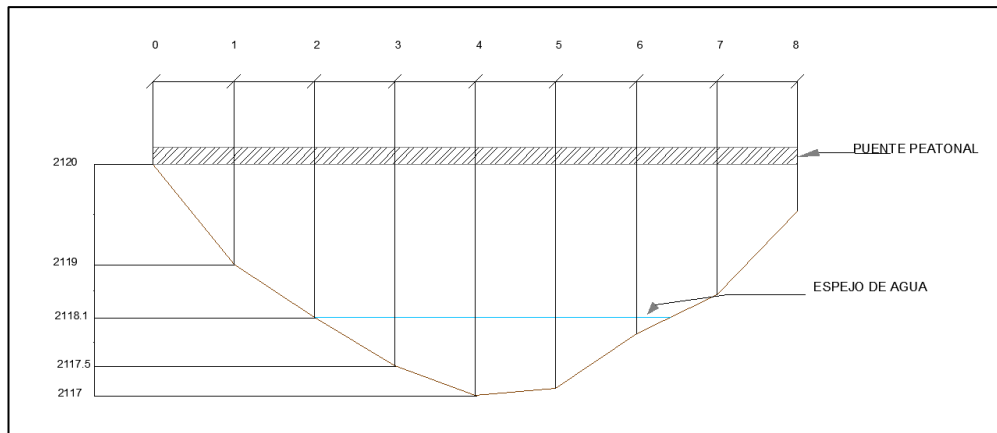 0 1 2 3 4 5 6 7 8
2120
PUENTE PEATONAL
2119
ESPEJO DE AGUA
2118.1
2117.5
2117